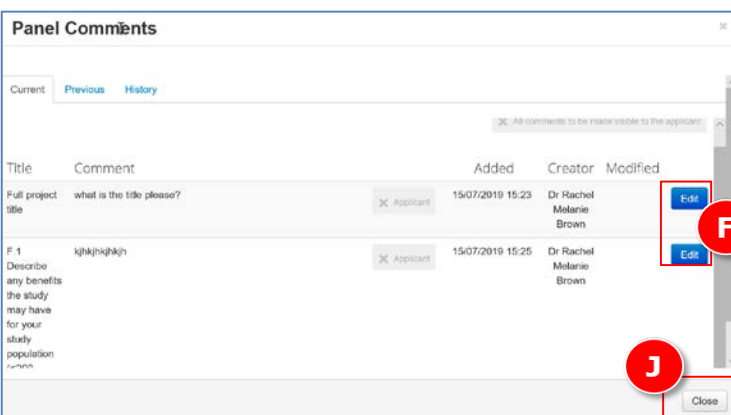 Panel Comments
×
Current Previous History
✕ All comments to be made visible to the applicant
Title Comment Added Creator Modified
Full project what is the title please? ✕ Applicant 15/07/2019 15:23 Dr Rachel Edit
title Melanie
Brown
F
F 1 kjhkjhkjhkjh ✕ Applicant 15/07/2019 15:25 Dr Rachel Edit
Describe Melanie
any benefits Brown
the study
may have
for your
study
population
J
Close